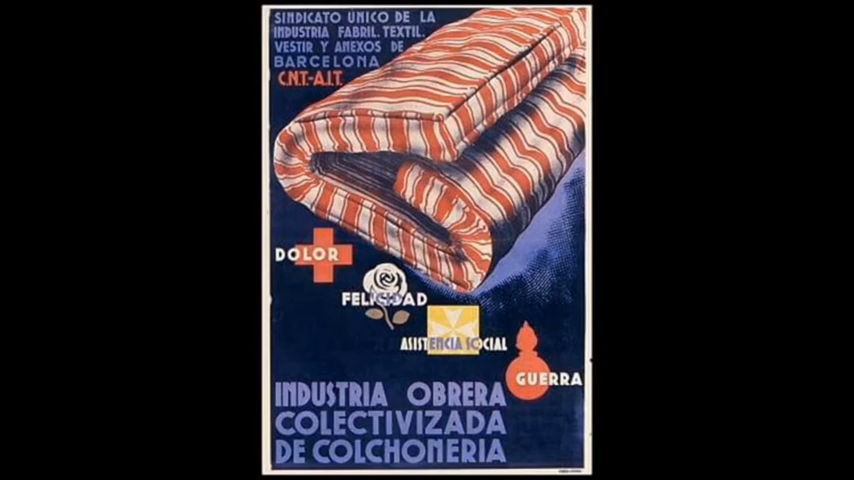 SINDICATO UNICO DE LA
INDUSTRIA FABRIL. TEXTIL.
VESTIR Y ANEXOS DE
BARCELONA
C.N.T.-A.I.T.
DOLOR
FELICIDAD
ASISTENCIA SOCIAL
GUERRA
INDUSTRIA OBRERA
COLECTIVIZADA
DE COLCHONERIA